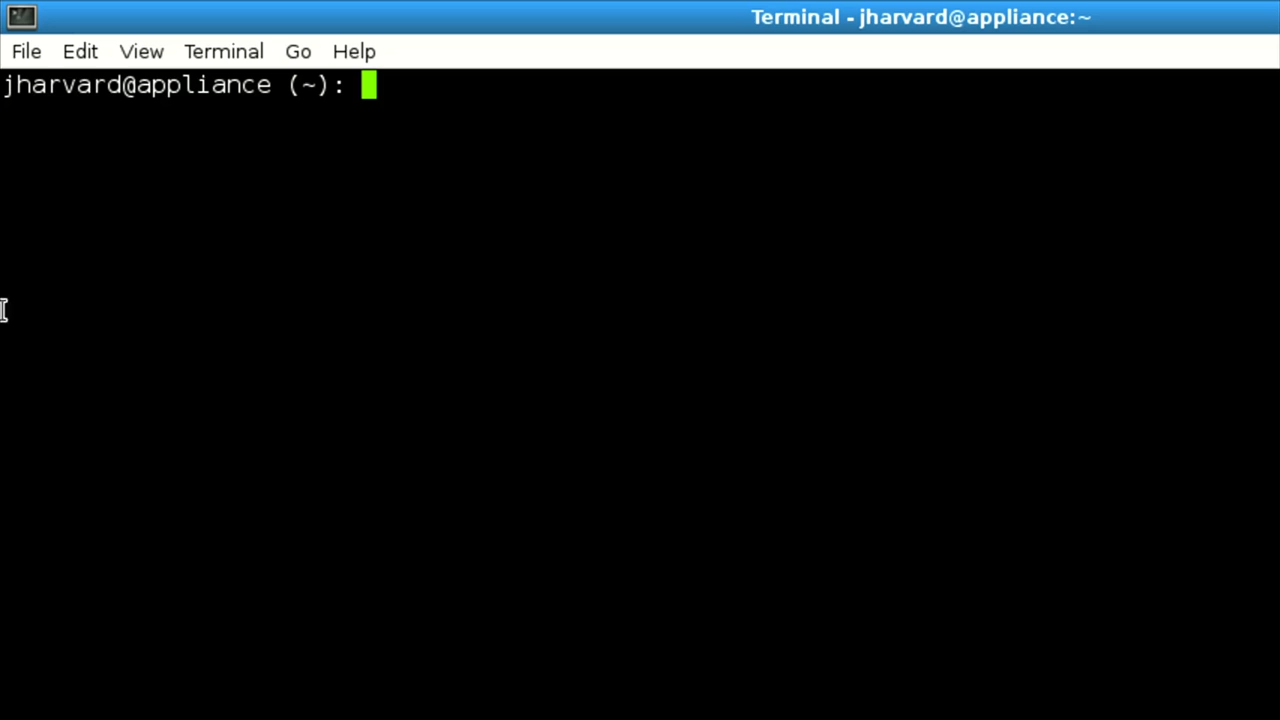 Terminal - jharvard@appliance:~
File Edit View Terminal Go Help
jharvard@appliance (~):